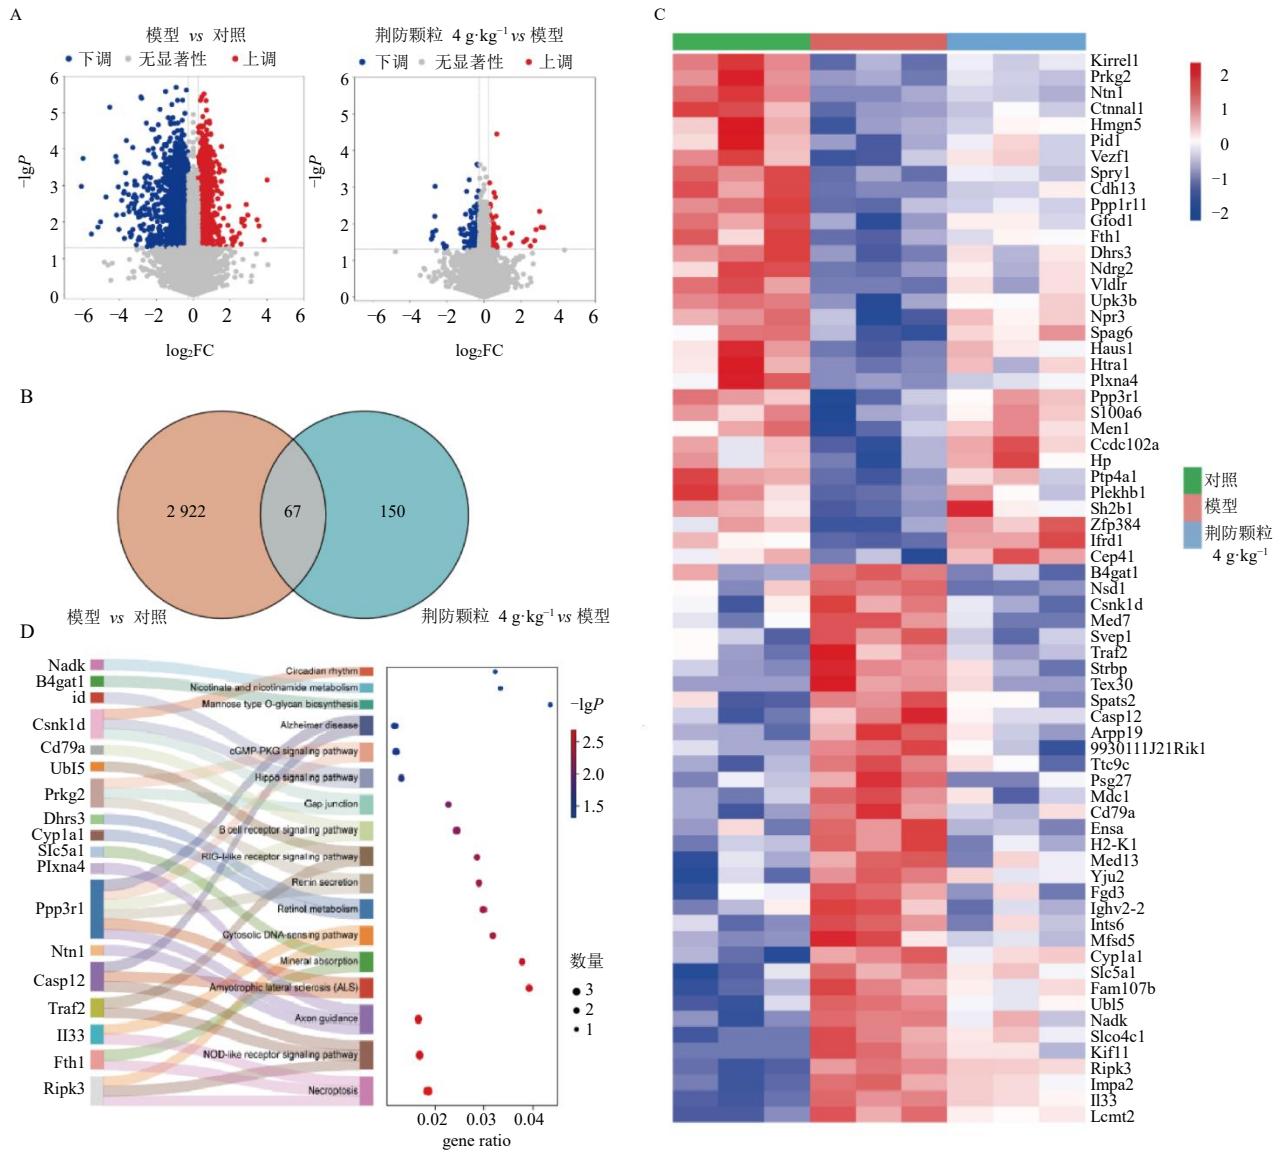 A
模型 vs 对照
下调 无显著性 上调
6
5
4
3
2
1
0
−lgP
−6 −4 −2 0 2 4 6
log₂FC
荆防颗粒 4 g·kg⁻¹ vs 模型
下调 无显著性 上调
6
5
4
3
2
1
0
−lgP
−6 −4 −2 0 2 4 6
log₂FC
B
2 922
67
150
模型 vs 对照
荆防颗粒 4 g·kg⁻¹ vs 模型
C
Kirrel1
Prkg2
Ntn1
Ctnnal1
Hmgn5
Pid1
Vezf1
Spry1
Cdh13
Ppp1r11
Gfod1
Fth1
Dhrs3
Ndrg2
Vldlr
Upk3b
Npr3
Spag6
Haus1
Htra1
Plxna4
Ppp3r1
S100a6
Men1
Ccdc102a
Hp
Ptp4a1
Plekhb1
Sh2b1
Zfp384
Ifrd1
Cep41
B4gat1
Nsd1
Csnk1d
Med7
Svep1
Traf2
Strbp
Tex30
Spats2
Casp12
Arpp19
9930111J21Rik1
Ttc9c
Psg27
Mdc1
Cd79a
Ensa
H2-K1
Med13
Yju2
Fgd3
Ighv2-2
Ints6
Mfsd5
Cyp1a1
Slc5a1
Fam107b
Ubl5
Nadk
Slco4c1
Kif11
Ripk3
Impa2
Il33
Lcmt2
2
1
0
−1
−2
对照
模型
荆防颗粒
4 g·kg⁻¹
D
Nadk
B4gat1
id
Csnk1d
Cd79a
UbI5
Prkg2
Dhrs3
Cyp1a1
Slc5a1
PIxna4
Ppp3r1
Ntn1
Casp12
Traf2
II33
Fth1
Ripk3
Circadian rhythm
Nicotinate and nicotinamide metabolism
Mannose type O-glycan biosynthesis
Alzheimer disease
cGMP-PKG signaling pathway
Hippo signaling pathway
Gap junction
B cell receptor signaling pathway
RIG-I-like receptor signaling pathway
Renin secretion
Retinol metabolism
Cytosolic DNA-sensing pathway
Mineral absorption
Amyotrophic lateral sclerosis (ALS)
Axon guidance
NOD-like receptor signaling pathway
Necroptosis
0.02 0.03 0.04
gene ratio
−lgP
2.5
2.0
1.5
数量
3
2
1